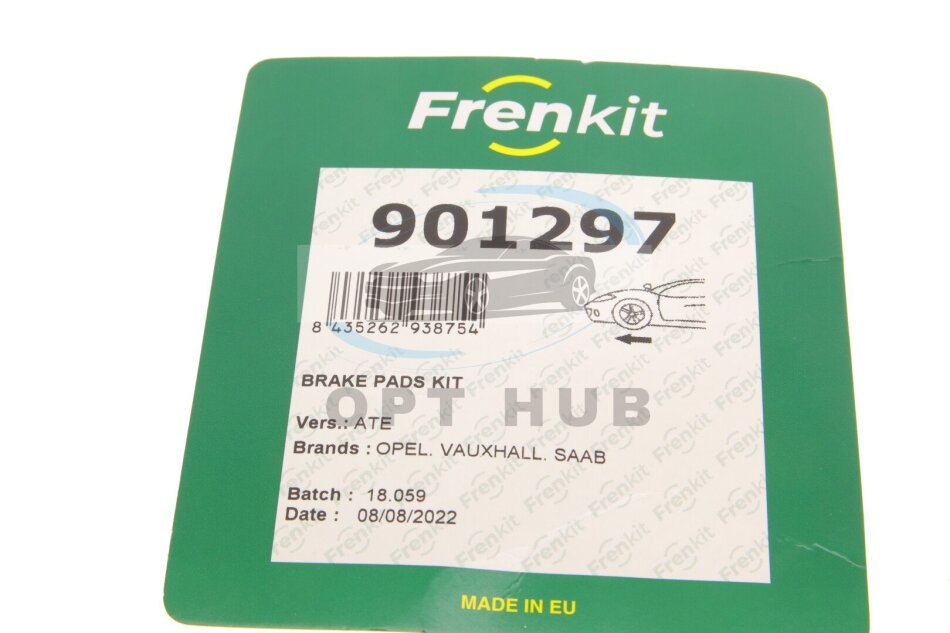 Frenkit
901297
8 435262 938754
BRAKE PADS KIT
OPT HUB
Vers.: ATE
Brands : OPEL. VAUXHALL. SAAB
Batch : 18.059
Date : 08/08/2022
MADE IN EU